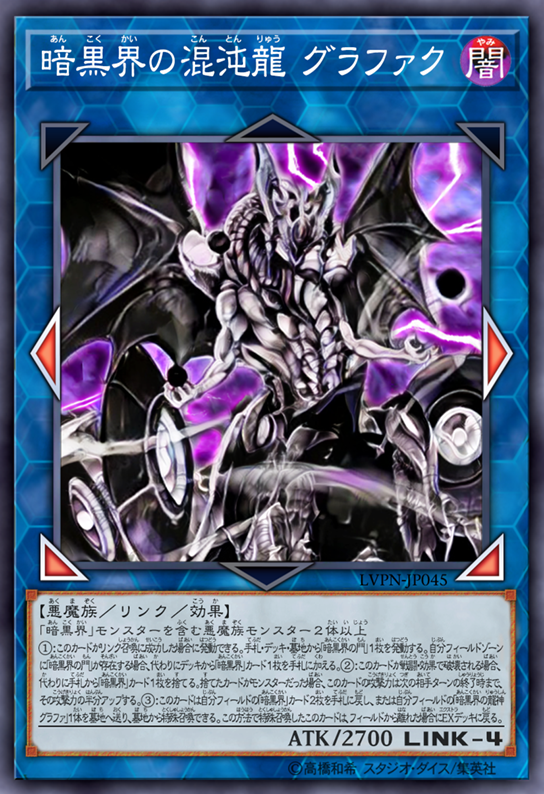 暗黒界の混沌龍 グラファク 闇
LVPN-JP045
【悪魔族／リンク／効果】
「暗黒界」モンスターを含む悪魔族モンスター2体以上
①:このカードがリンク召喚に成功した場合に発動できる。手札・デッキ・墓地から「暗黒界の門」1枚を発動する。自分フィールドゾーン
に「暗黒界の門」が存在する場合、代わりにデッキから「暗黒界」カード1枚を手札に加える。②:このカードが戦闘・効果で破壊される場合、
代わりに手札から「暗黒界」カード1枚を捨てる。捨てたカードがモンスターだった場合、このカードの攻撃力は次の相手ターンの終了時まで、
その攻撃力の半分アップする。③:このカードは自分フィールドの「暗黒界」カード2枚を手札に戻し、または自分フィールドの「暗黒界の龍神
グラファ」1体を墓地へ送り、墓地から特殊召喚できる。この方法で特殊召喚したこのカードは、フィールドから離れた場合にEXデッキに戻る。
ATK/2700 LINK-4
©高橋和希 スタジオ・ダイス/集英社